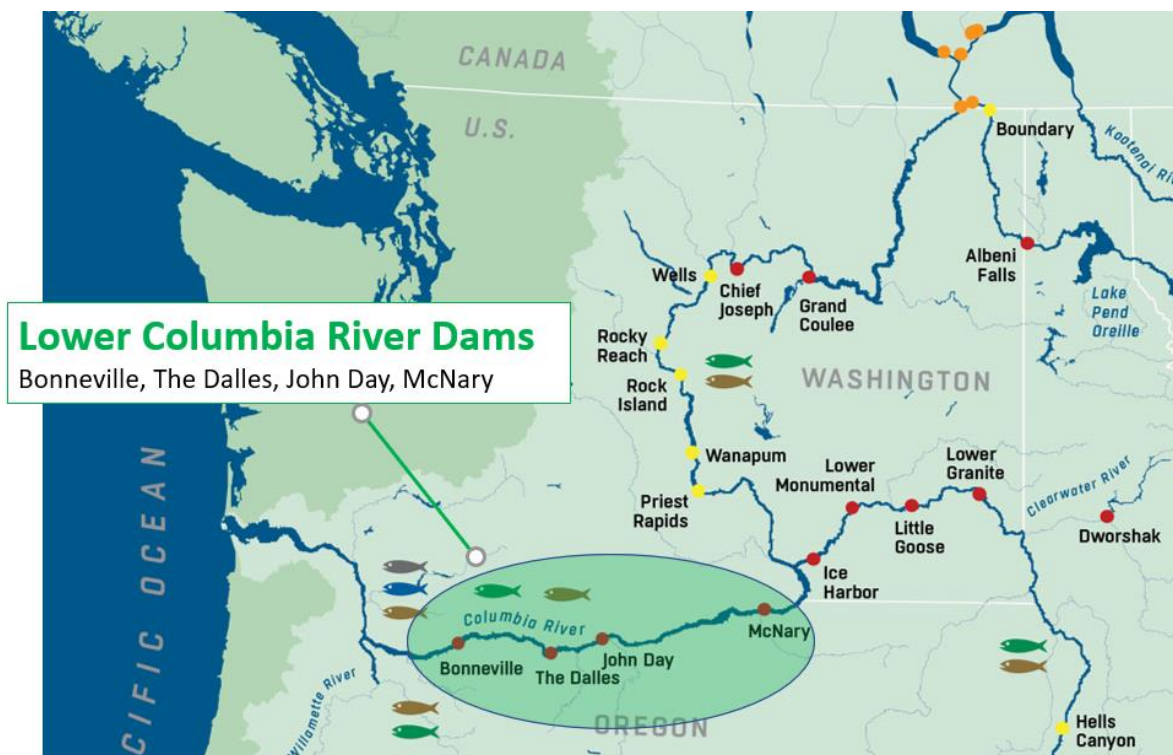 CANADA
U.S.
Boundary
Kootenai River
Albeni
Falls
Lake
Pend
Oreille
Wells
Chief
Joseph
Grand
Coulee
Rocky
Reach
Rock
Island
WASHINGTON
Lower Columbia River Dams
Bonneville, The Dalles, John Day, McNary
Wanapum
Priest
Rapids
Lower
Monumental
Lower
Granite
Little
Goose
Clearwater River
Dworshak
Ice
Harbor
PACIFIC OCEAN
Columbia River
McNary
Bonneville
The Dalles
John Day
Willamette River
OREGON
Hells
Canyon